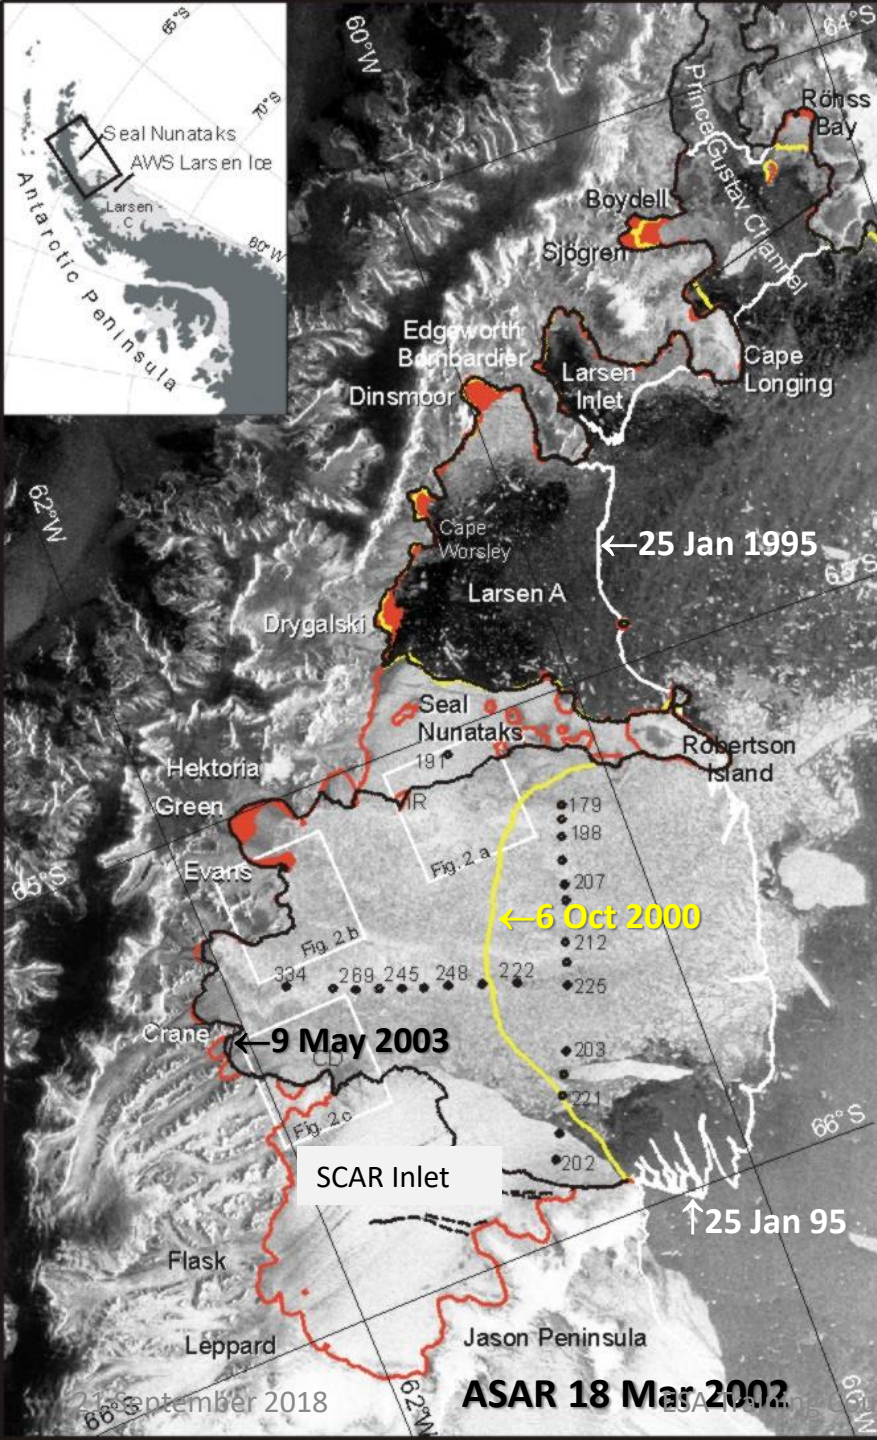 65°S
70°S
Seal Nunataks
AWS Larsen Ice
Larsen -
C
60°W
Antarctic Peninsula
60°W
64°S
Prince Gustav Channel
Röhss
Bay
Boydell
Sjögren
Edgeworth
Bombardier
Dinsmoor
Larsen
Inlet
Cape
Longing
62°W
Cape
Worsley
←25 Jan 1995
65°S
Larsen A
Drygalski
Seal
Nunataks
Robertson
Island
191
Hektoria
Green
IR
179
198
Fig. 2 a
65°S
Evans
207
←6 Oct 2000
Fig. 2 b
212
334
269
245
248
222
225
Crane
←9 May 2003
CD
203
221
Fig. 2 c
66°S
202
SCAR Inlet
↑25 Jan 95
Flask
Leppard
Jason Peninsula
21 September 2018
ASAR 18 Mar 2002
66°S
62°W
60°W